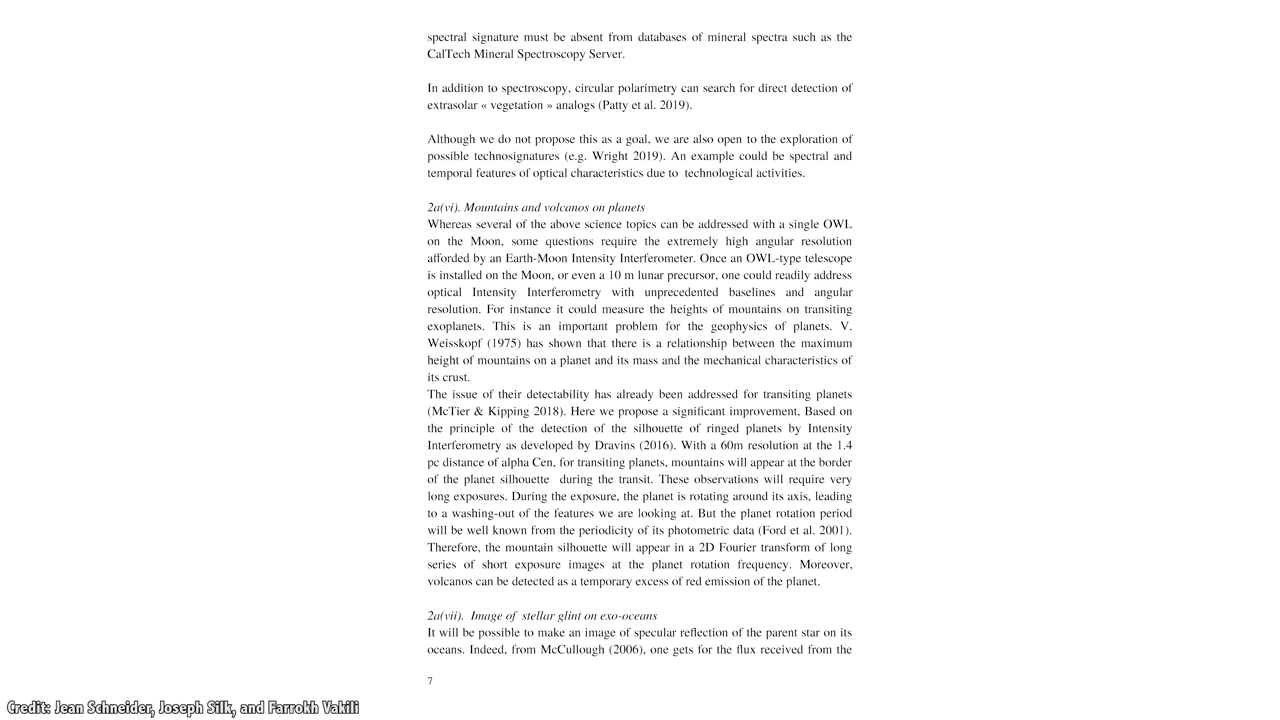 spectral signature must be absent from databases of mineral spectra such as the
CalTech Mineral Spectroscopy Server.
In addition to spectroscopy, circular polarimetry can search for direct detection of
extrasolar « vegetation » analogs (Patty et al. 2019).
Although we do not propose this as a goal, we are also open to the exploration of
possible technosignatures (e.g. Wright 2019). An example could be spectral and
temporal features of optical characteristics due to technological activities.
2a(vi). Mountains and volcanos on planets
Whereas several of the above science topics can be addressed with a single OWL
on the Moon, some questions require the extremely high angular resolution
afforded by an Earth-Moon Intensity Interferometer. Once an OWL-type telescope
is installed on the Moon, or even a 10 m lunar precursor, one could readily address
optical Intensity Interferometry with unprecedented baselines and angular
resolution. For instance it could measure the heights of mountains on transiting
exoplanets. This is an important problem for the geophysics of planets. V.
Weisskopf (1975) has shown that there is a relationship between the maximum
height of mountains on a planet and its mass and the mechanical characteristics of
its crust.
The issue of their detectability has already been addressed for transiting planets
(McTier & Kipping 2018). Here we propose a significant improvement, Based on
the principle of the detection of the silhouette of ringed planets by Intensity
Interferometry as developed by Dravins (2016). With a 60m resolution at the 1.4
pc distance of alpha Cen, for transiting planets, mountains will appear at the border
of the planet silhouette during the transit. These observations will require very
long exposures. During the exposure, the planet is rotating around its axis, leading
to a washing-out of the features we are looking at. But the planet rotation period
will be well known from the periodicity of its photometric data (Ford et al. 2001).
Therefore, the mountain silhouette will appear in a 2D Fourier transform of long
series of short exposure images at the planet rotation frequency. Moreover,
volcanos can be detected as a temporary excess of red emission of the planet.
2a(vii). Image of stellar glint on exo-oceans
It will be possible to make an image of specular reflection of the parent star on its
oceans. Indeed, from McCullough (2006), one gets for the flux received from the
7
Credit: Jean Schneider, Joseph Silk, and Farrokh Vakili